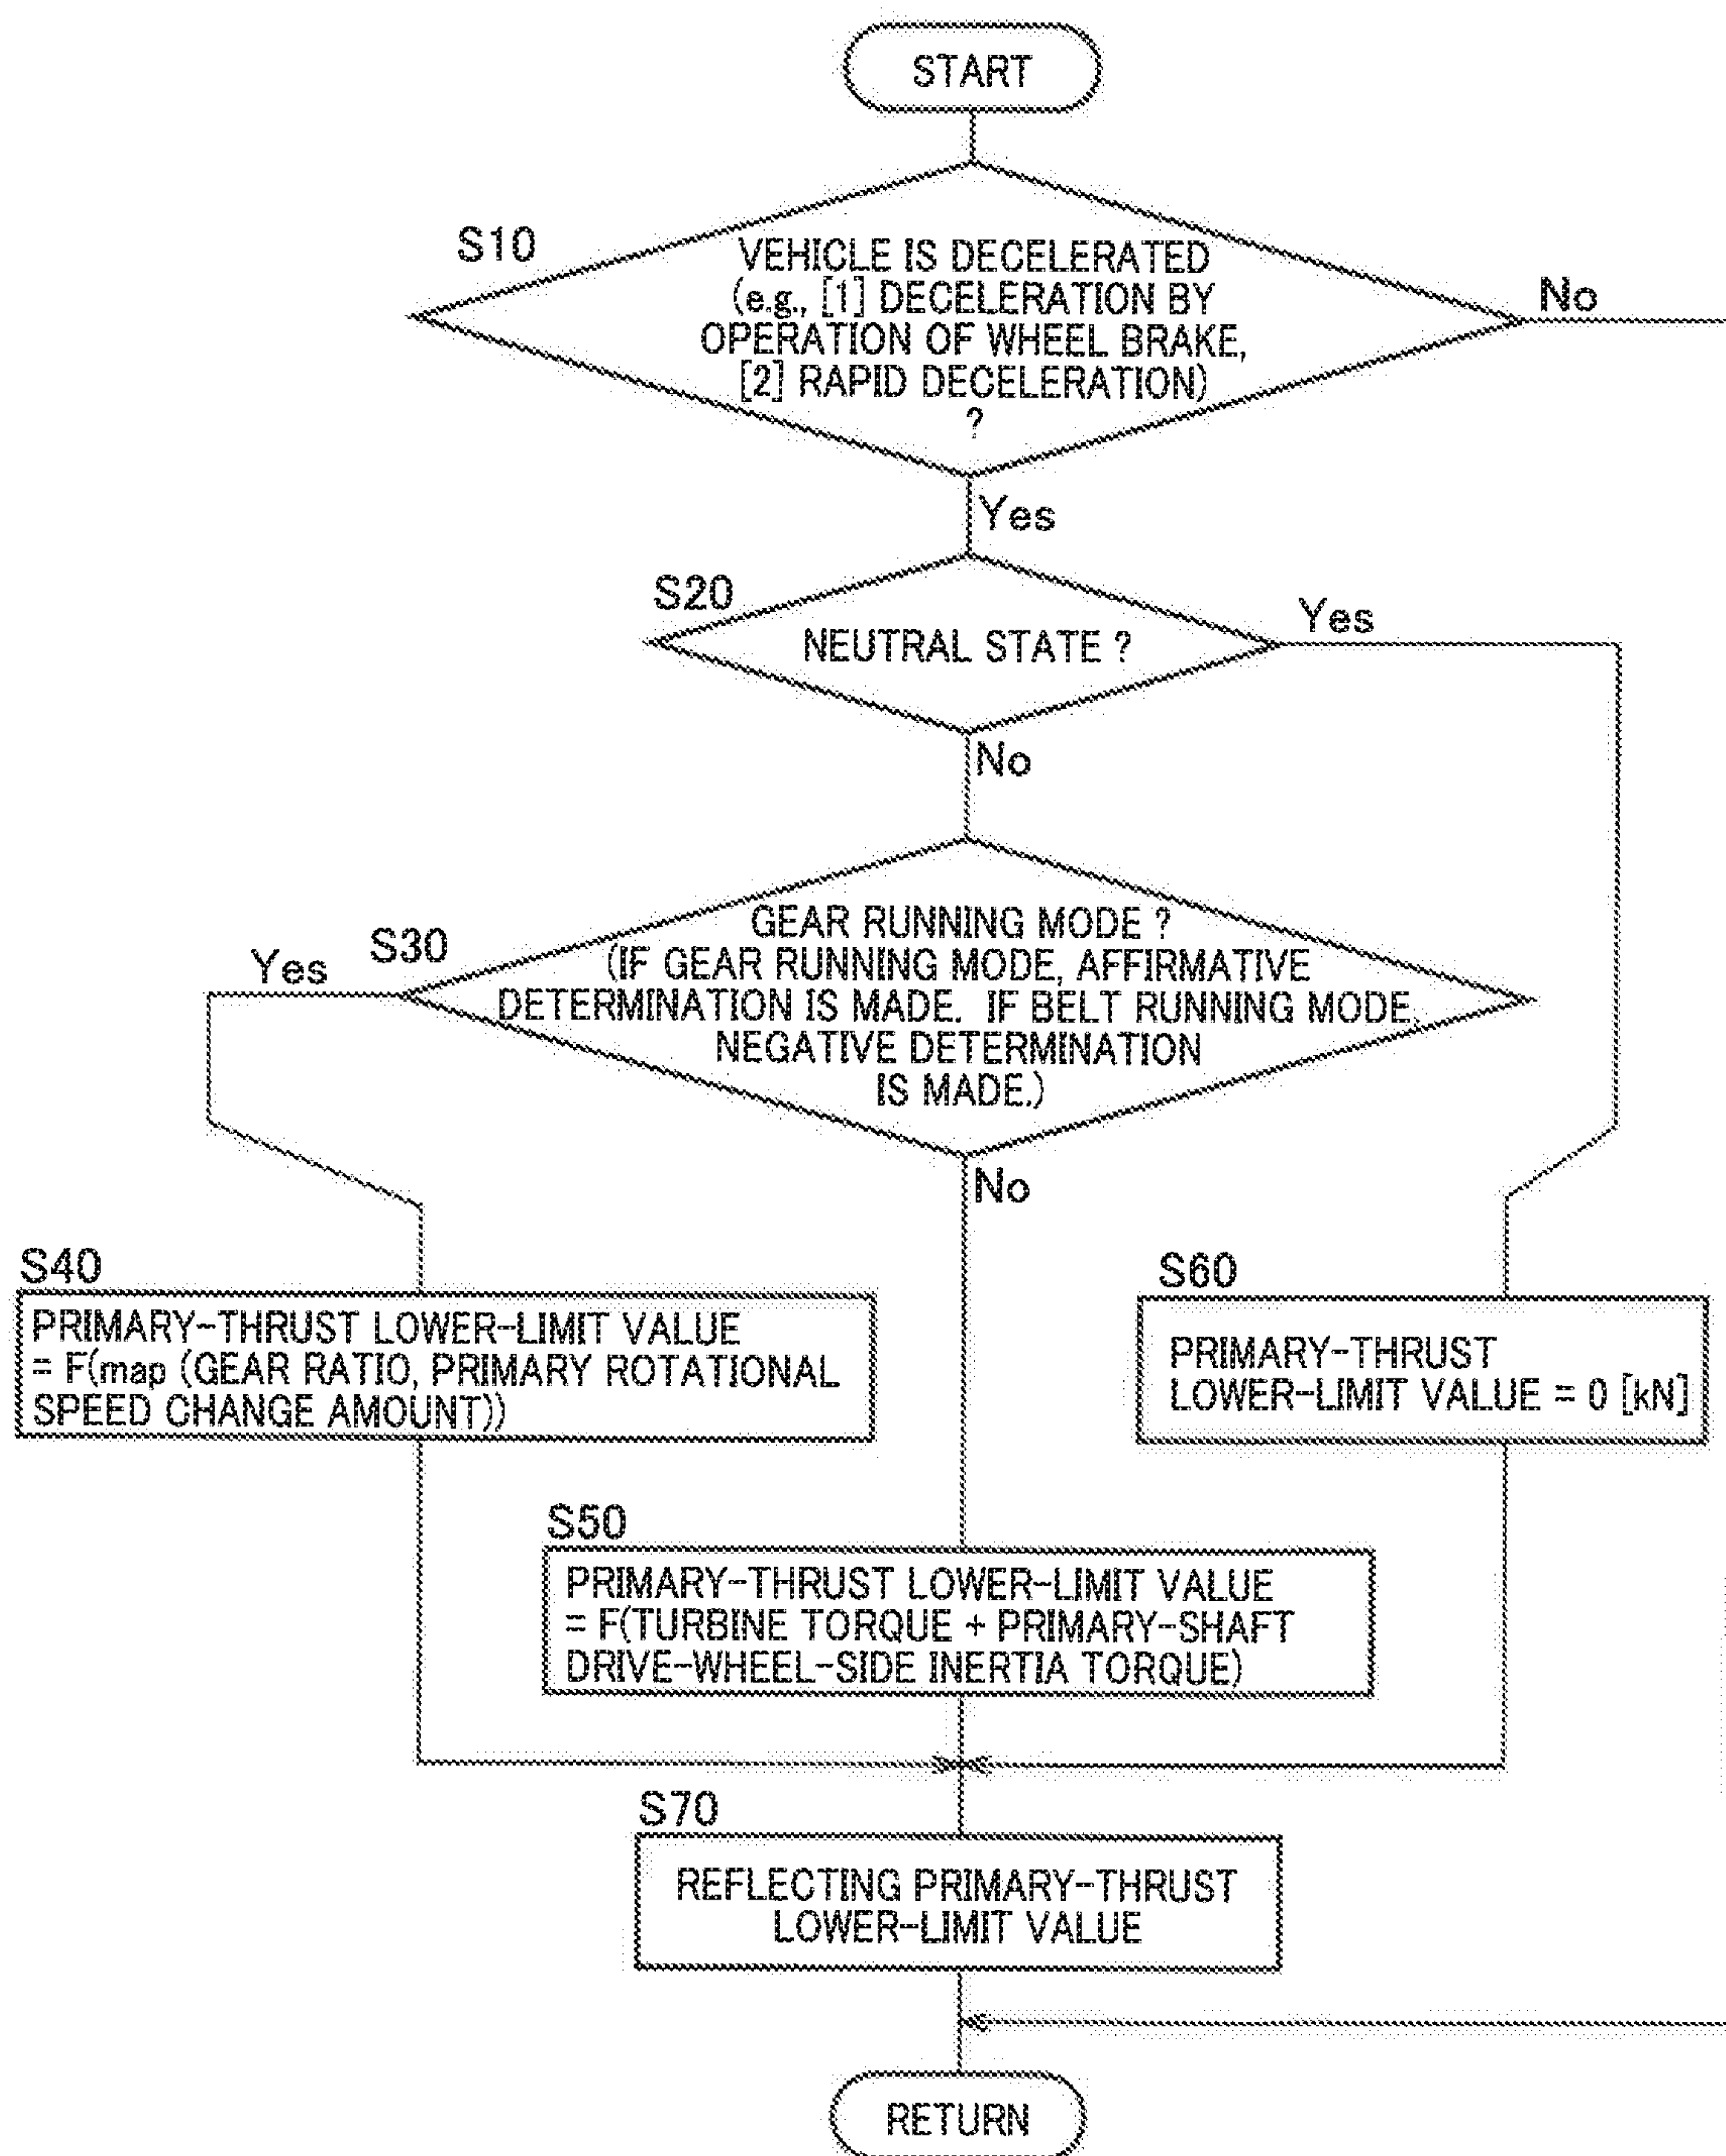 START
S10
VEHICLE IS DECELERATED
(e.g., [1] DECELERATION BY
OPERATION OF WHEEL BRAKE,
[2] RAPID DECELERATION)
?
No
Yes
S20
NEUTRAL STATE ?
Yes
No
S30
Yes
GEAR RUNNING MODE ?
(IF GEAR RUNNING MODE, AFFIRMATIVE
DETERMINATION IS MADE. IF BELT RUNNING MODE,
NEGATIVE DETERMINATION
IS MADE.)
No
S40
PRIMARY-THRUST LOWER-LIMIT VALUE
= F(map (GEAR RATIO, PRIMARY ROTATIONAL
SPEED CHANGE AMOUNT))
S60
PRIMARY-THRUST
LOWER-LIMIT VALUE = 0 [kN]
S50
PRIMARY-THRUST LOWER-LIMIT VALUE
= F(TURBINE TORQUE + PRIMARY-SHAFT
DRIVE-WHEEL-SIDE INERTIA TORQUE)
S70
REFLECTING PRIMARY-THRUST
LOWER-LIMIT VALUE
RETURN